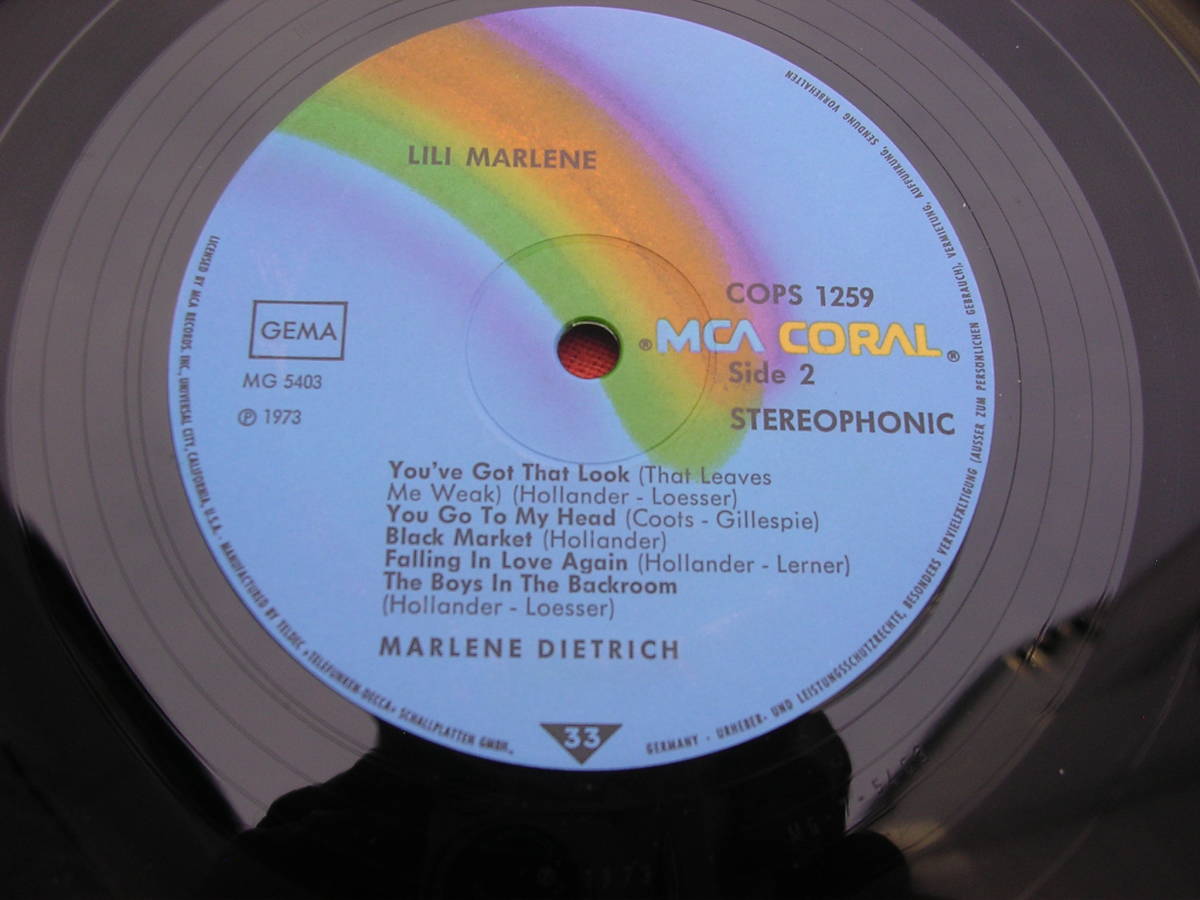 LILI MARLENE
COPS 1259
® MCA CORAL ®
Side 2
STEREOPHONIC
GEMA
MG 5403
℗ 1973
You've Got That Look (That Leaves
Me Weak) (Hollander - Loesser)
You Go To My Head (Coots - Gillespie)
Black Market (Hollander)
Falling In Love Again (Hollander - Lerner)
The Boys In The Backroom
(Hollander - Loesser)
MARLENE DIETRICH
33
LICENSED BY MCA RECORDS, INC., UNIVERSAL CITY, CALIFORNIA, U.S.A. · MANUFACTURED BY TELDEC »TELEFUNKEN-DECCA« SCHALLPLATTEN GMBH.,
GERMANY · URHEBER- UND LEISTUNGSSCHUTZRECHTE, BESONDERS VERVIELFÄLTIGUNG (AUSSER ZUM PERSÖNLICHEN GEBRAUCH), VERMIETUNG, AUFFÜHRUNG, SENDUNG VORBEHALTEN